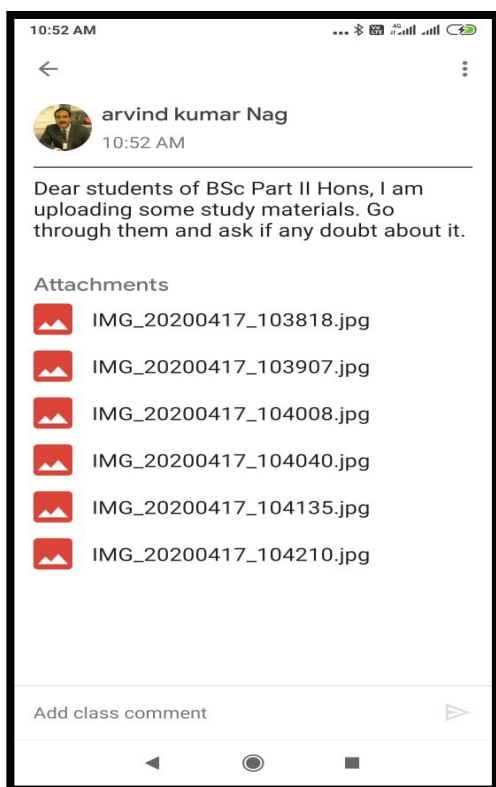 10:52 AM
arvind kumar Nag
10:52 AM
Dear students of BSc Part II Hons, I am
uploading some study materials. Go
through them and ask if any doubt about it.
Attachments
IMG_20200417_103818.jpg
IMG_20200417_103907.jpg
IMG_20200417_104008.jpg
IMG_20200417_104040.jpg
IMG_20200417_104135.jpg
IMG_20200417_104210.jpg
Add class comment